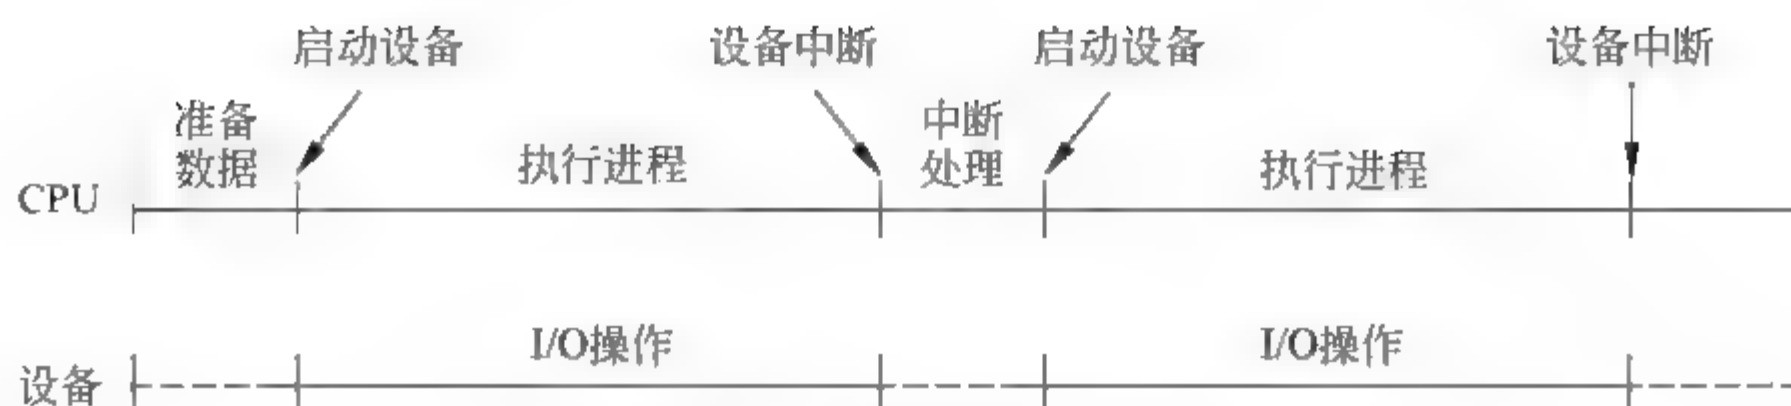 启动设备
设备中断
启动设备
设备中断
准备
数据
执行进程
中断
处理
执行进程
CPU
I/O操作
I/O操作
设备